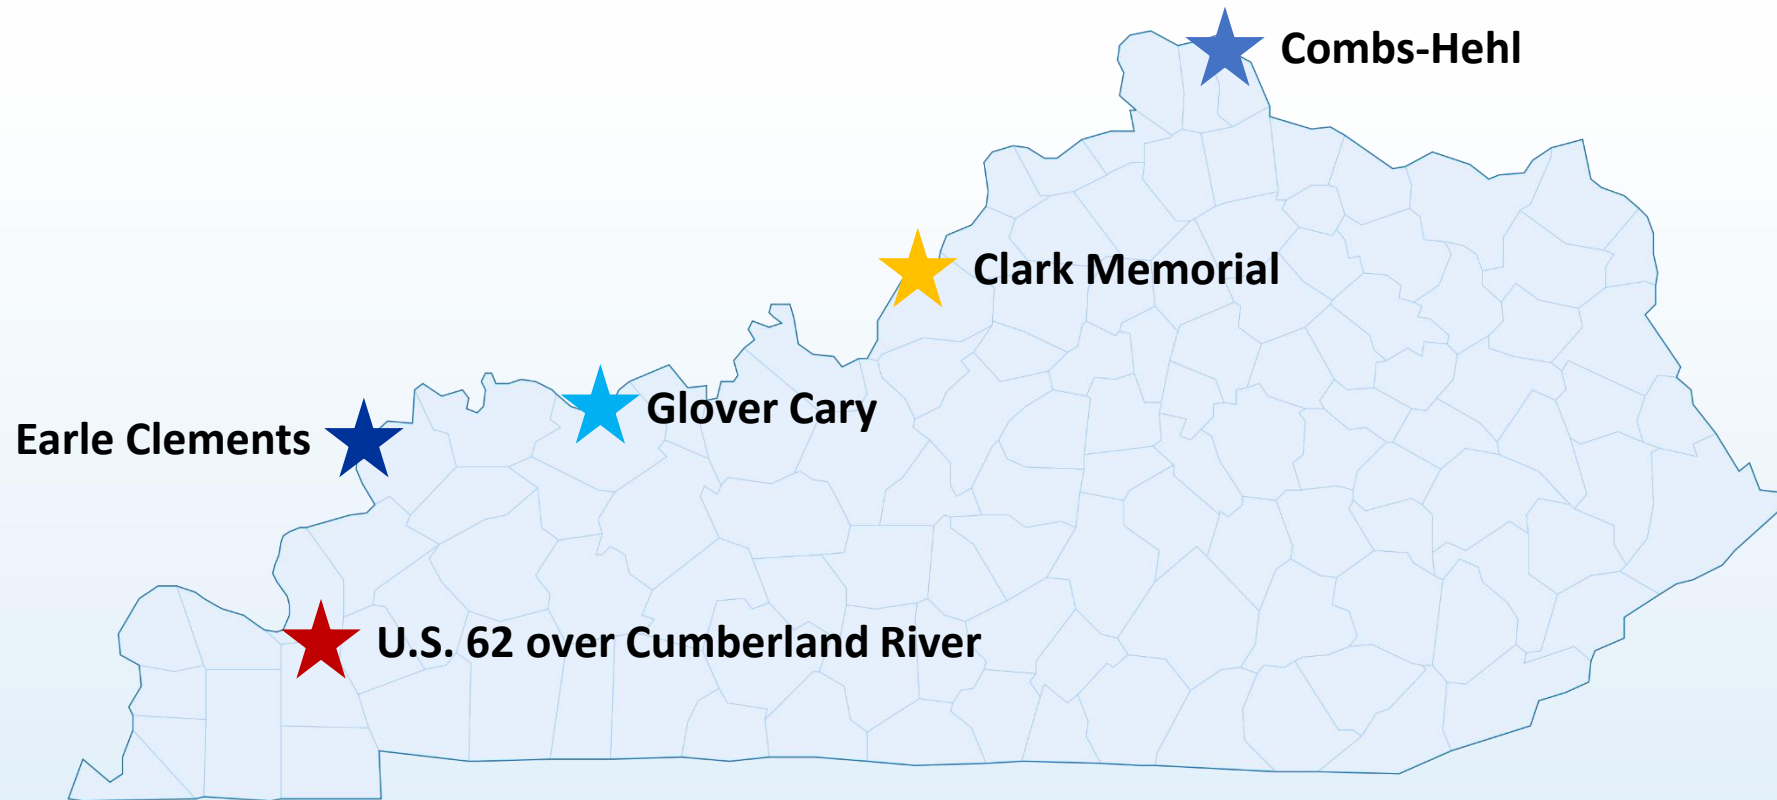 Combs-Hehl
Clark Memorial
Glover Cary
Earle Clements
U.S. 62 over Cumberland River